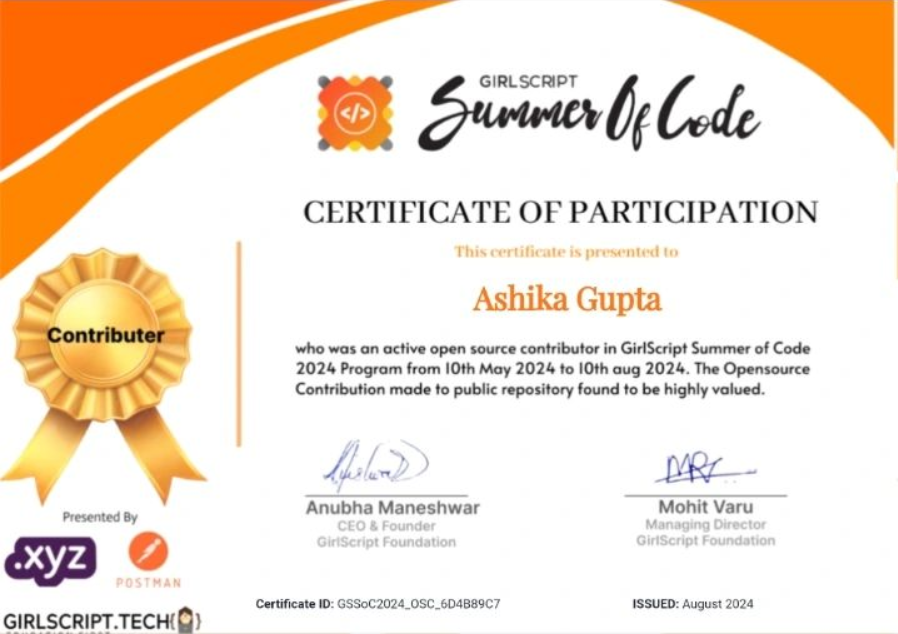 GIRLSCRIPT
Summer Of Code
CERTIFICATE OF PARTICIPATION
This certificate is presented to
Ashika Gupta
Contributer
who was an active open source contributor in GirlScript Summer of Code
2024 Program from 10th May 2024 to 10th aug 2024. The Opensource
Contribution made to public repository found to be highly valued.
Anubha Maneshwar
CEO & Founder
GirlScript Foundation
Mohit Varu
Managing Director
GirlScript Foundation
Presented By
.xyz
POSTMAN
GIRLSCRIPT.TECH{}
Certificate ID: GSSoC2024_OSC_6D4B89C7
ISSUED: August 2024